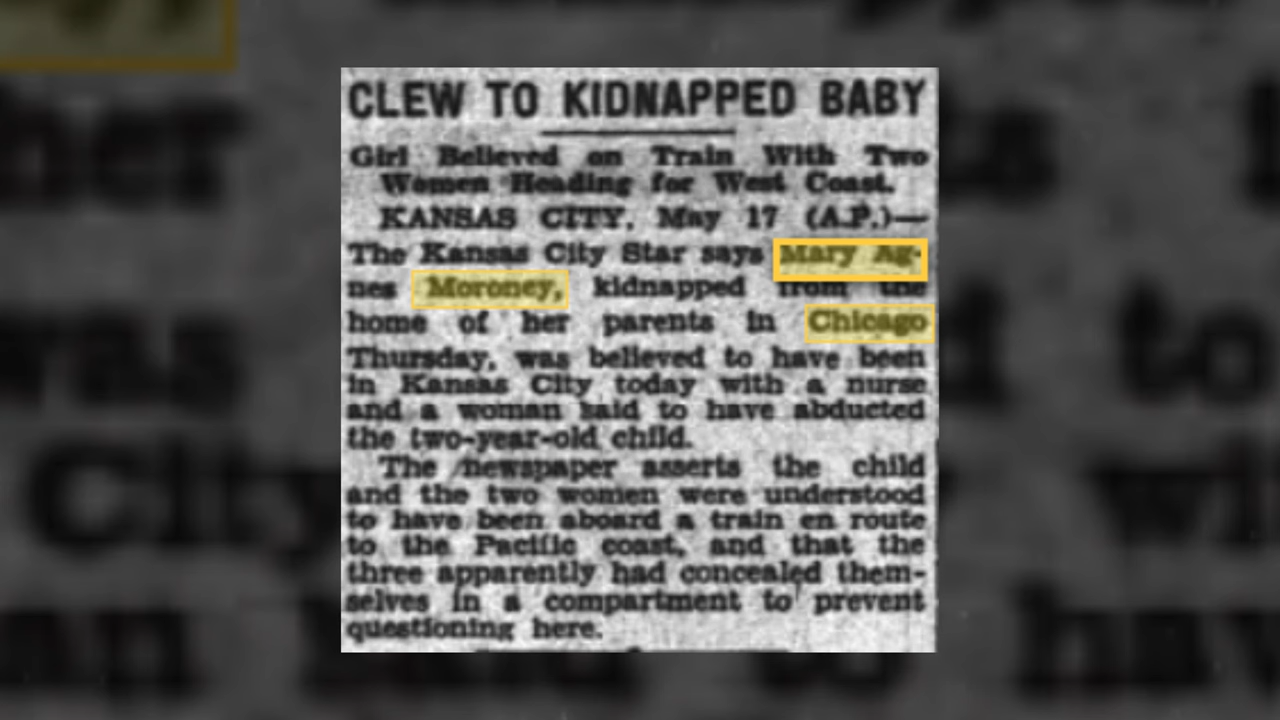 CLEW TO KIDNAPPED BABY
Girl Believed on Train With Two
Women Heading for West Coast.
KANSAS CITY, May 17 (A.P.)—
The Kansas City Star says Mary Ag-
nes Moroney, kidnapped from the
home of her parents in Chicago
Thursday, was believed to have been
in Kansas City today with a nurse
and a woman said to have abducted
the two-year-old child.
The newspaper asserts the child
and the two women were understood
to have been aboard a train en route
to the Pacific coast, and that the
three apparently had concealed them-
selves in a compartment to prevent
questioning here.